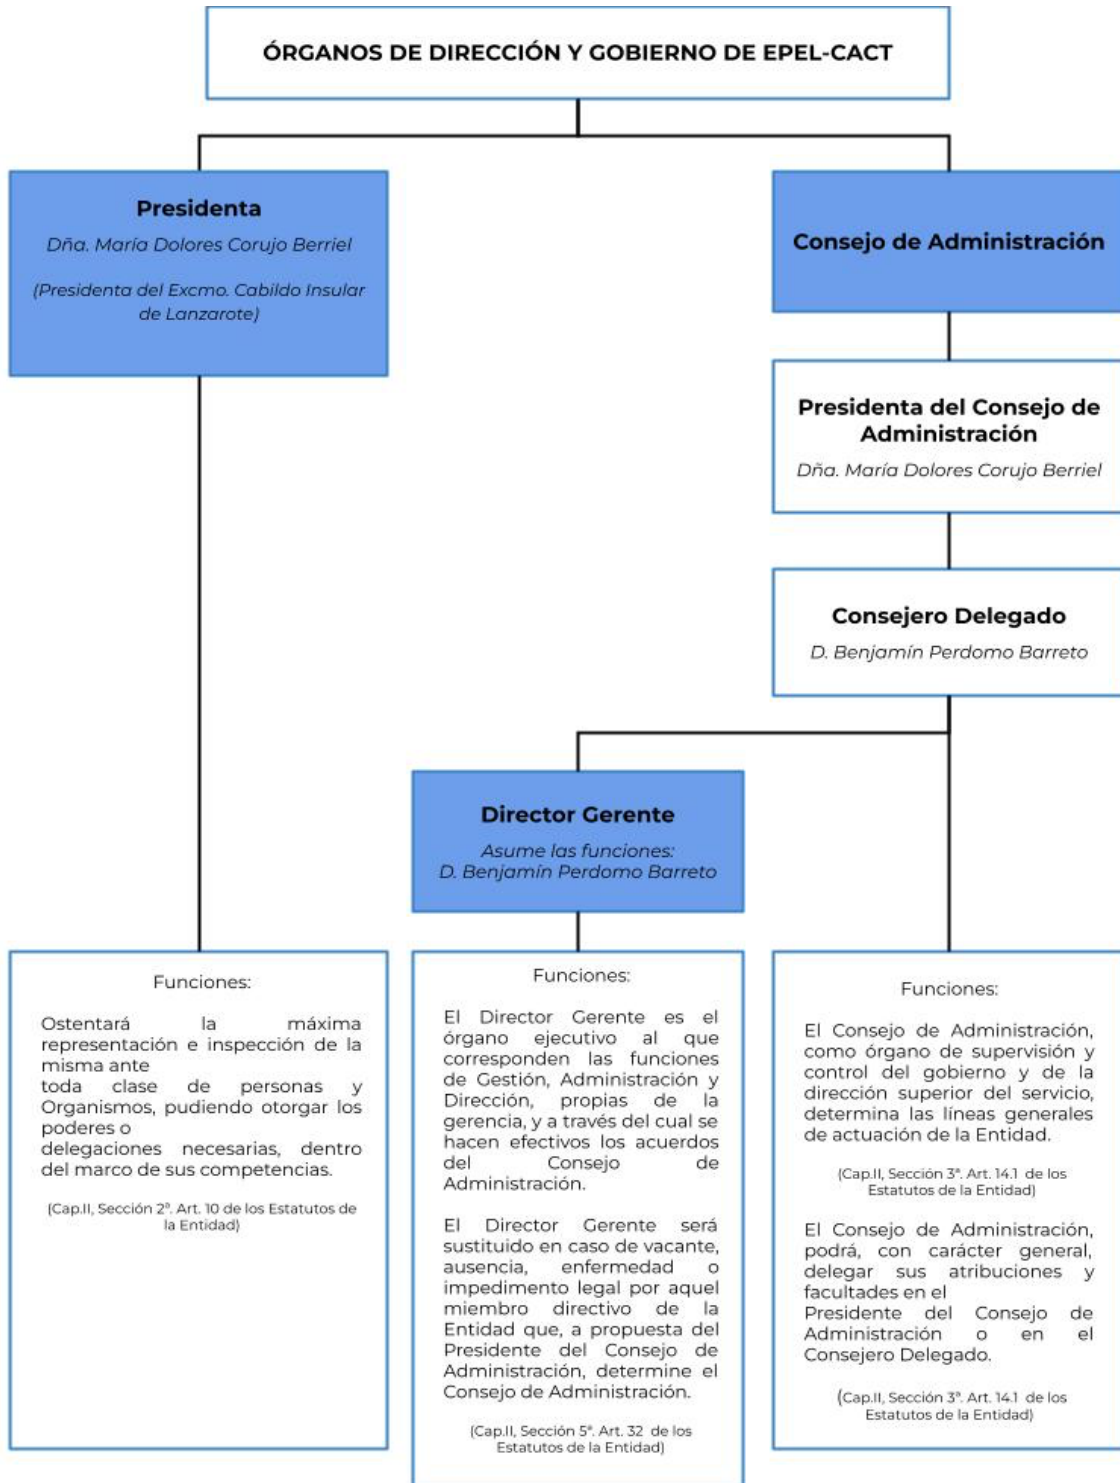 ÓRGANOS DE DIRECCIÓN Y GOBIERNO DE EPEL-CACT
Presidenta
Dña. María Dolores Corujo Berriel
(Presidenta del Excmo. Cabildo Insular
de Lanzarote)
Consejo de Administración
Presidenta del Consejo de
Administración
Dña. María Dolores Corujo Berriel
Consejero Delegado
D. Benjamín Perdomo Barreto
Director Gerente
Asume las funciones:
D. Benjamín Perdomo Barreto
Funciones:
Ostentará la máxima
representación e inspección de la
misma ante
toda clase de personas y
Organismos, pudiendo otorgar los
poderes o
delegaciones necesarias, dentro
del marco de sus competencias.
(Cap.II, Sección 2ª. Art. 10 de los Estatutos de
la Entidad)
Funciones:
El Director Gerente es el
órgano ejecutivo al que
corresponden las funciones
de Gestión, Administración y
Dirección, propias de la
gerencia, y a través del cual se
hacen efectivos los acuerdos
del Consejo de
Administración.
El Director Gerente será
sustituido en caso de vacante,
ausencia, enfermedad o
impedimento legal por aquel
miembro directivo de la
Entidad que, a propuesta del
Presidente del Consejo de
Administración, determine el
Consejo de Administración.
(Cap.II, Sección 5ª. Art. 32 de los
Estatutos de la Entidad)
Funciones:
El Consejo de Administración,
como órgano de supervisión y
control del gobierno y de la
dirección superior del servicio,
determina las líneas generales
de actuación de la Entidad.
(Cap.II, Sección 3ª. Art. 14.1 de los
Estatutos de la Entidad)
El Consejo de Administración,
podrá, con carácter general,
delegar sus atribuciones y
facultades en el
Presidente del Consejo de
Administración o en el
Consejero Delegado.
(Cap.II, Sección 3ª. Art. 14.1 de los
Estatutos de la Entidad)